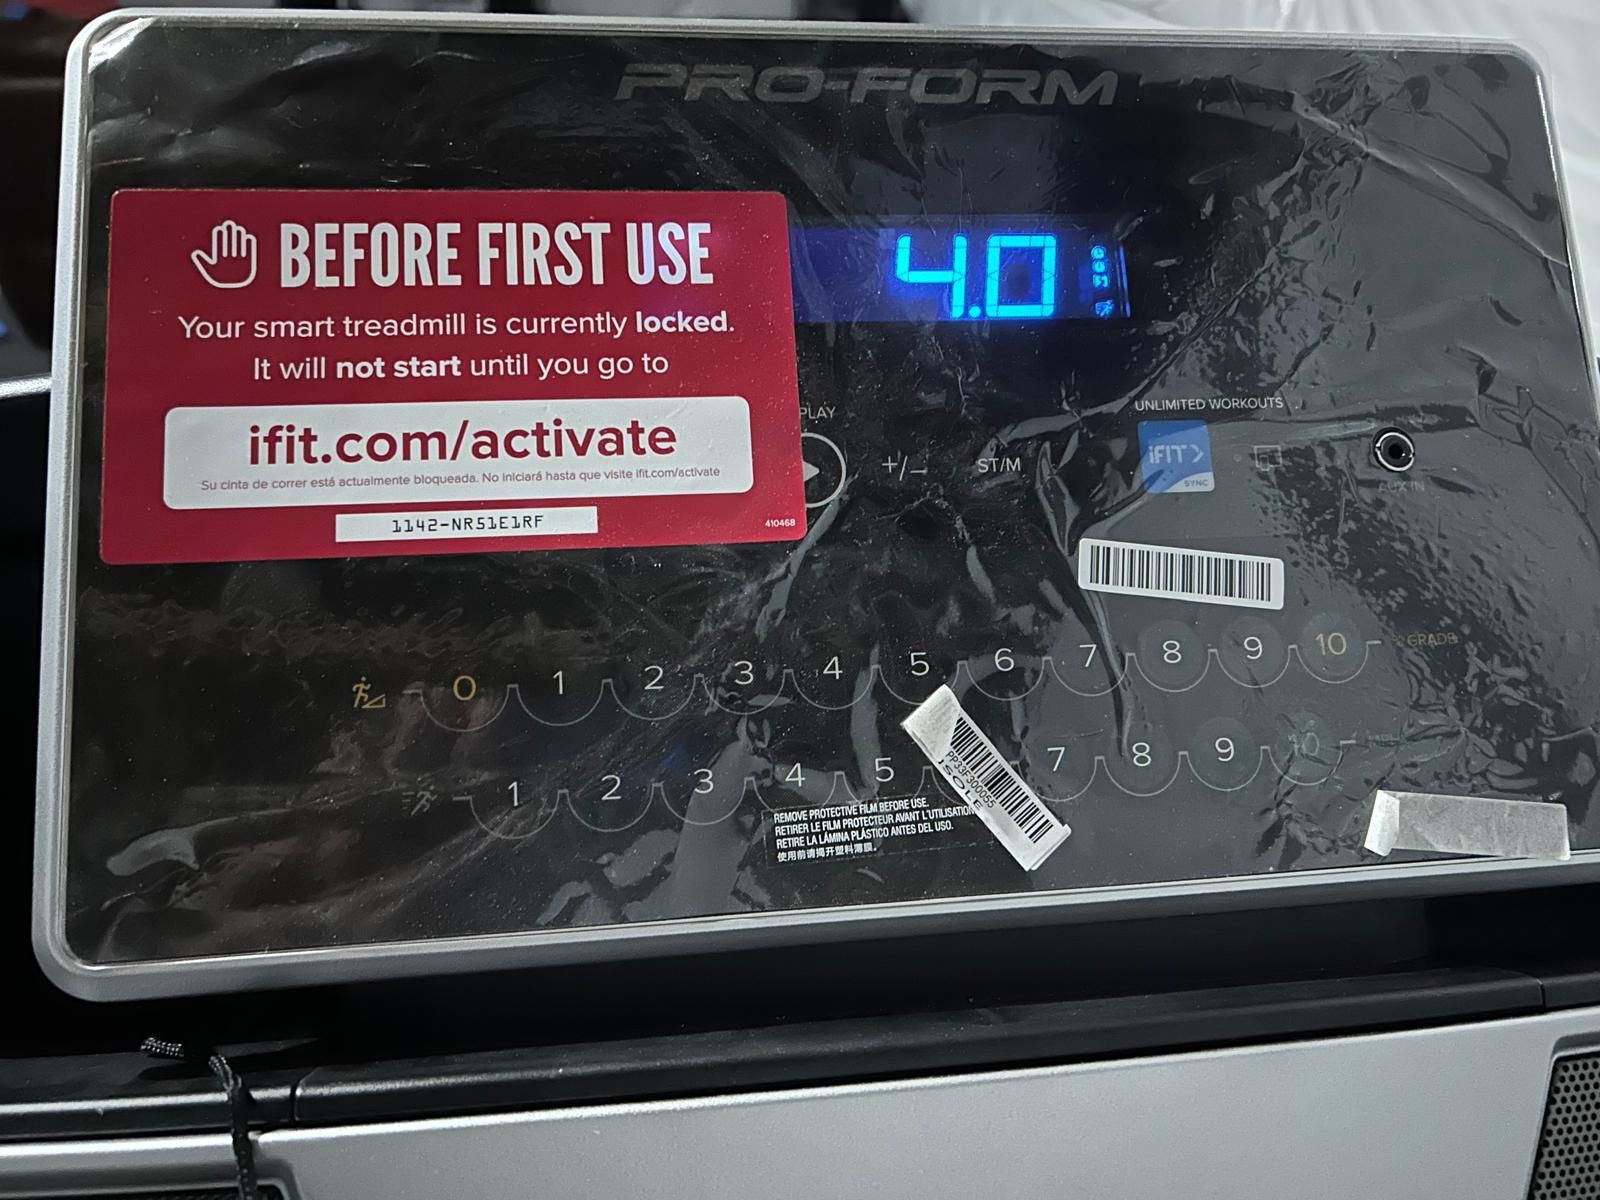 PRO-FORM
BEFORE FIRST USE
Your smart treadmill is currently locked.
It will not start until you go to
ifit.com/activate
Su cinta de correr está actualmente bloqueada. No iniciará hasta que visite ifit.com/activate
1142-NR51E1RF
410468
4.0
PLAY
+/-
ST/M
UNLIMITED WORKOUTS
iFIT
SYNC
AUX IN
0 1 2 3 4 5 6 7 8 9 10 % GRADE
1 2 3 4 5 7 8 9 10
PP33F300055
REMOVE PROTECTIVE FILM BEFORE USE.
RETIRER LE FILM PROTECTEUR AVANT L'UTILISATION
RETIRE LA LÁMINA PLÁSTICO ANTES DEL USO.
使用前请揭开塑料薄膜。